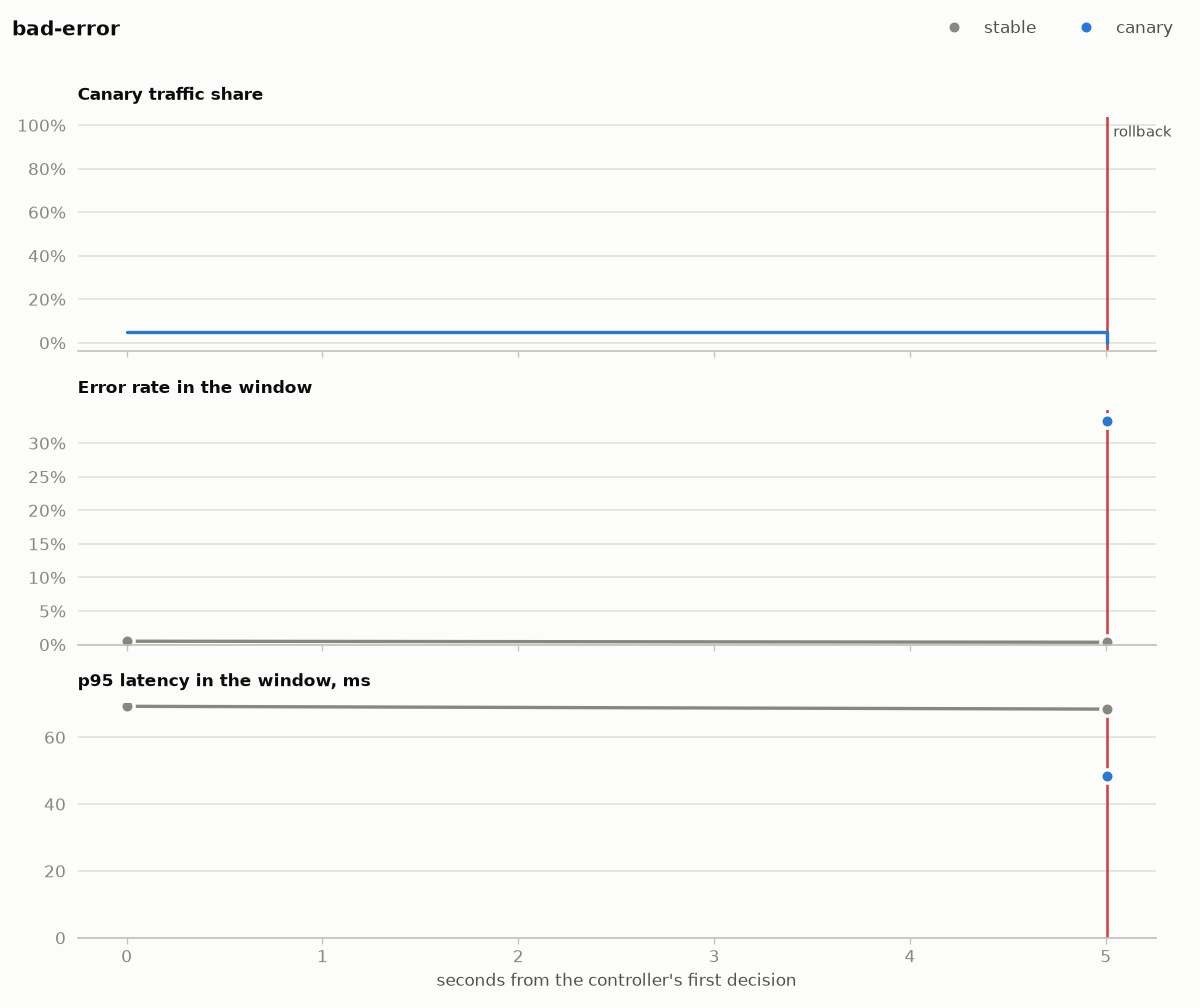 bad-error
stable canary
Canary traffic share
100%
rollback
80%
60%
40%
20%
0%
Error rate in the window
30%
25%
20%
15%
10%
5%
0%
p95 latency in the window, ms
60
40
20
0
0 1 2 3 4 5
seconds from the controller's first decision